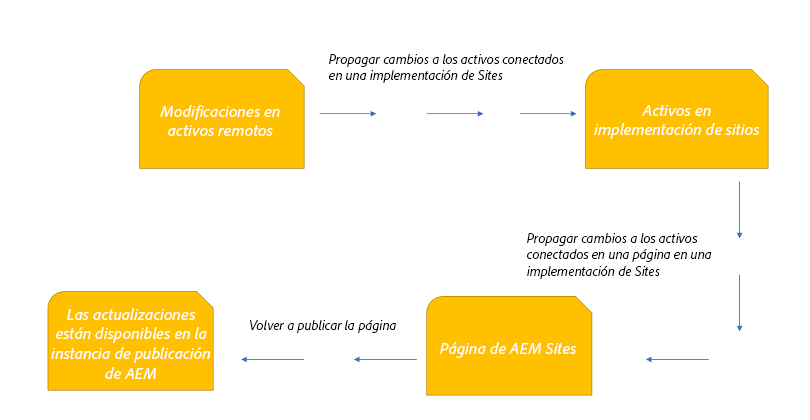 Propagar cambios a los activos conectados
en una implementación de Sites
Modificaciones en
activos remotos
Activos en
implementación de sitios
Propagar cambios a los activos
conectados en una página en una
implementación de Sites
Página de AEM Sites
Volver a publicar la página
Las actualizaciones
están disponibles en la
instancia de publicación
de AEM